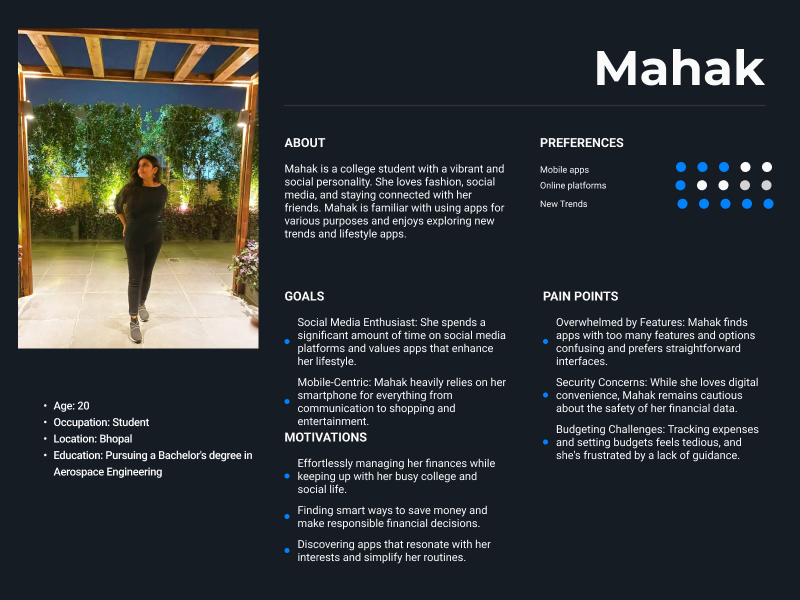 Mahak
ABOUT
Mahak is a college student with a vibrant and
social personality. She loves fashion, social
media, and staying connected with her
friends. Mahak is familiar with using apps for
various purposes and enjoys exploring new
trends and lifestyle apps.
PREFERENCES
Mobile apps
Online platforms
New Trends
GOALS
Social Media Enthusiast: She spends a
significant amount of time on social media
platforms and values apps that enhance
her lifestyle.
Mobile-Centric: Mahak heavily relies on her
smartphone for everything from
communication to shopping and
entertainment.
MOTIVATIONS
Effortlessly managing her finances while
keeping up with her busy college and
social life.
Finding smart ways to save money and
make responsible financial decisions.
Discovering apps that resonate with her
interests and simplify her routines.
PAIN POINTS
Overwhelmed by Features: Mahak finds
apps with too many features and options
confusing and prefers straightforward
interfaces.
Security Concerns: While she loves digital
convenience, Mahak remains cautious
about the safety of her financial data.
Budgeting Challenges: Tracking expenses
and setting budgets feels tedious, and
she's frustrated by a lack of guidance.
• Age: 20
• Occupation: Student
• Location: Bhopal
• Education: Pursuing a Bachelor's degree in
Aerospace Engineering